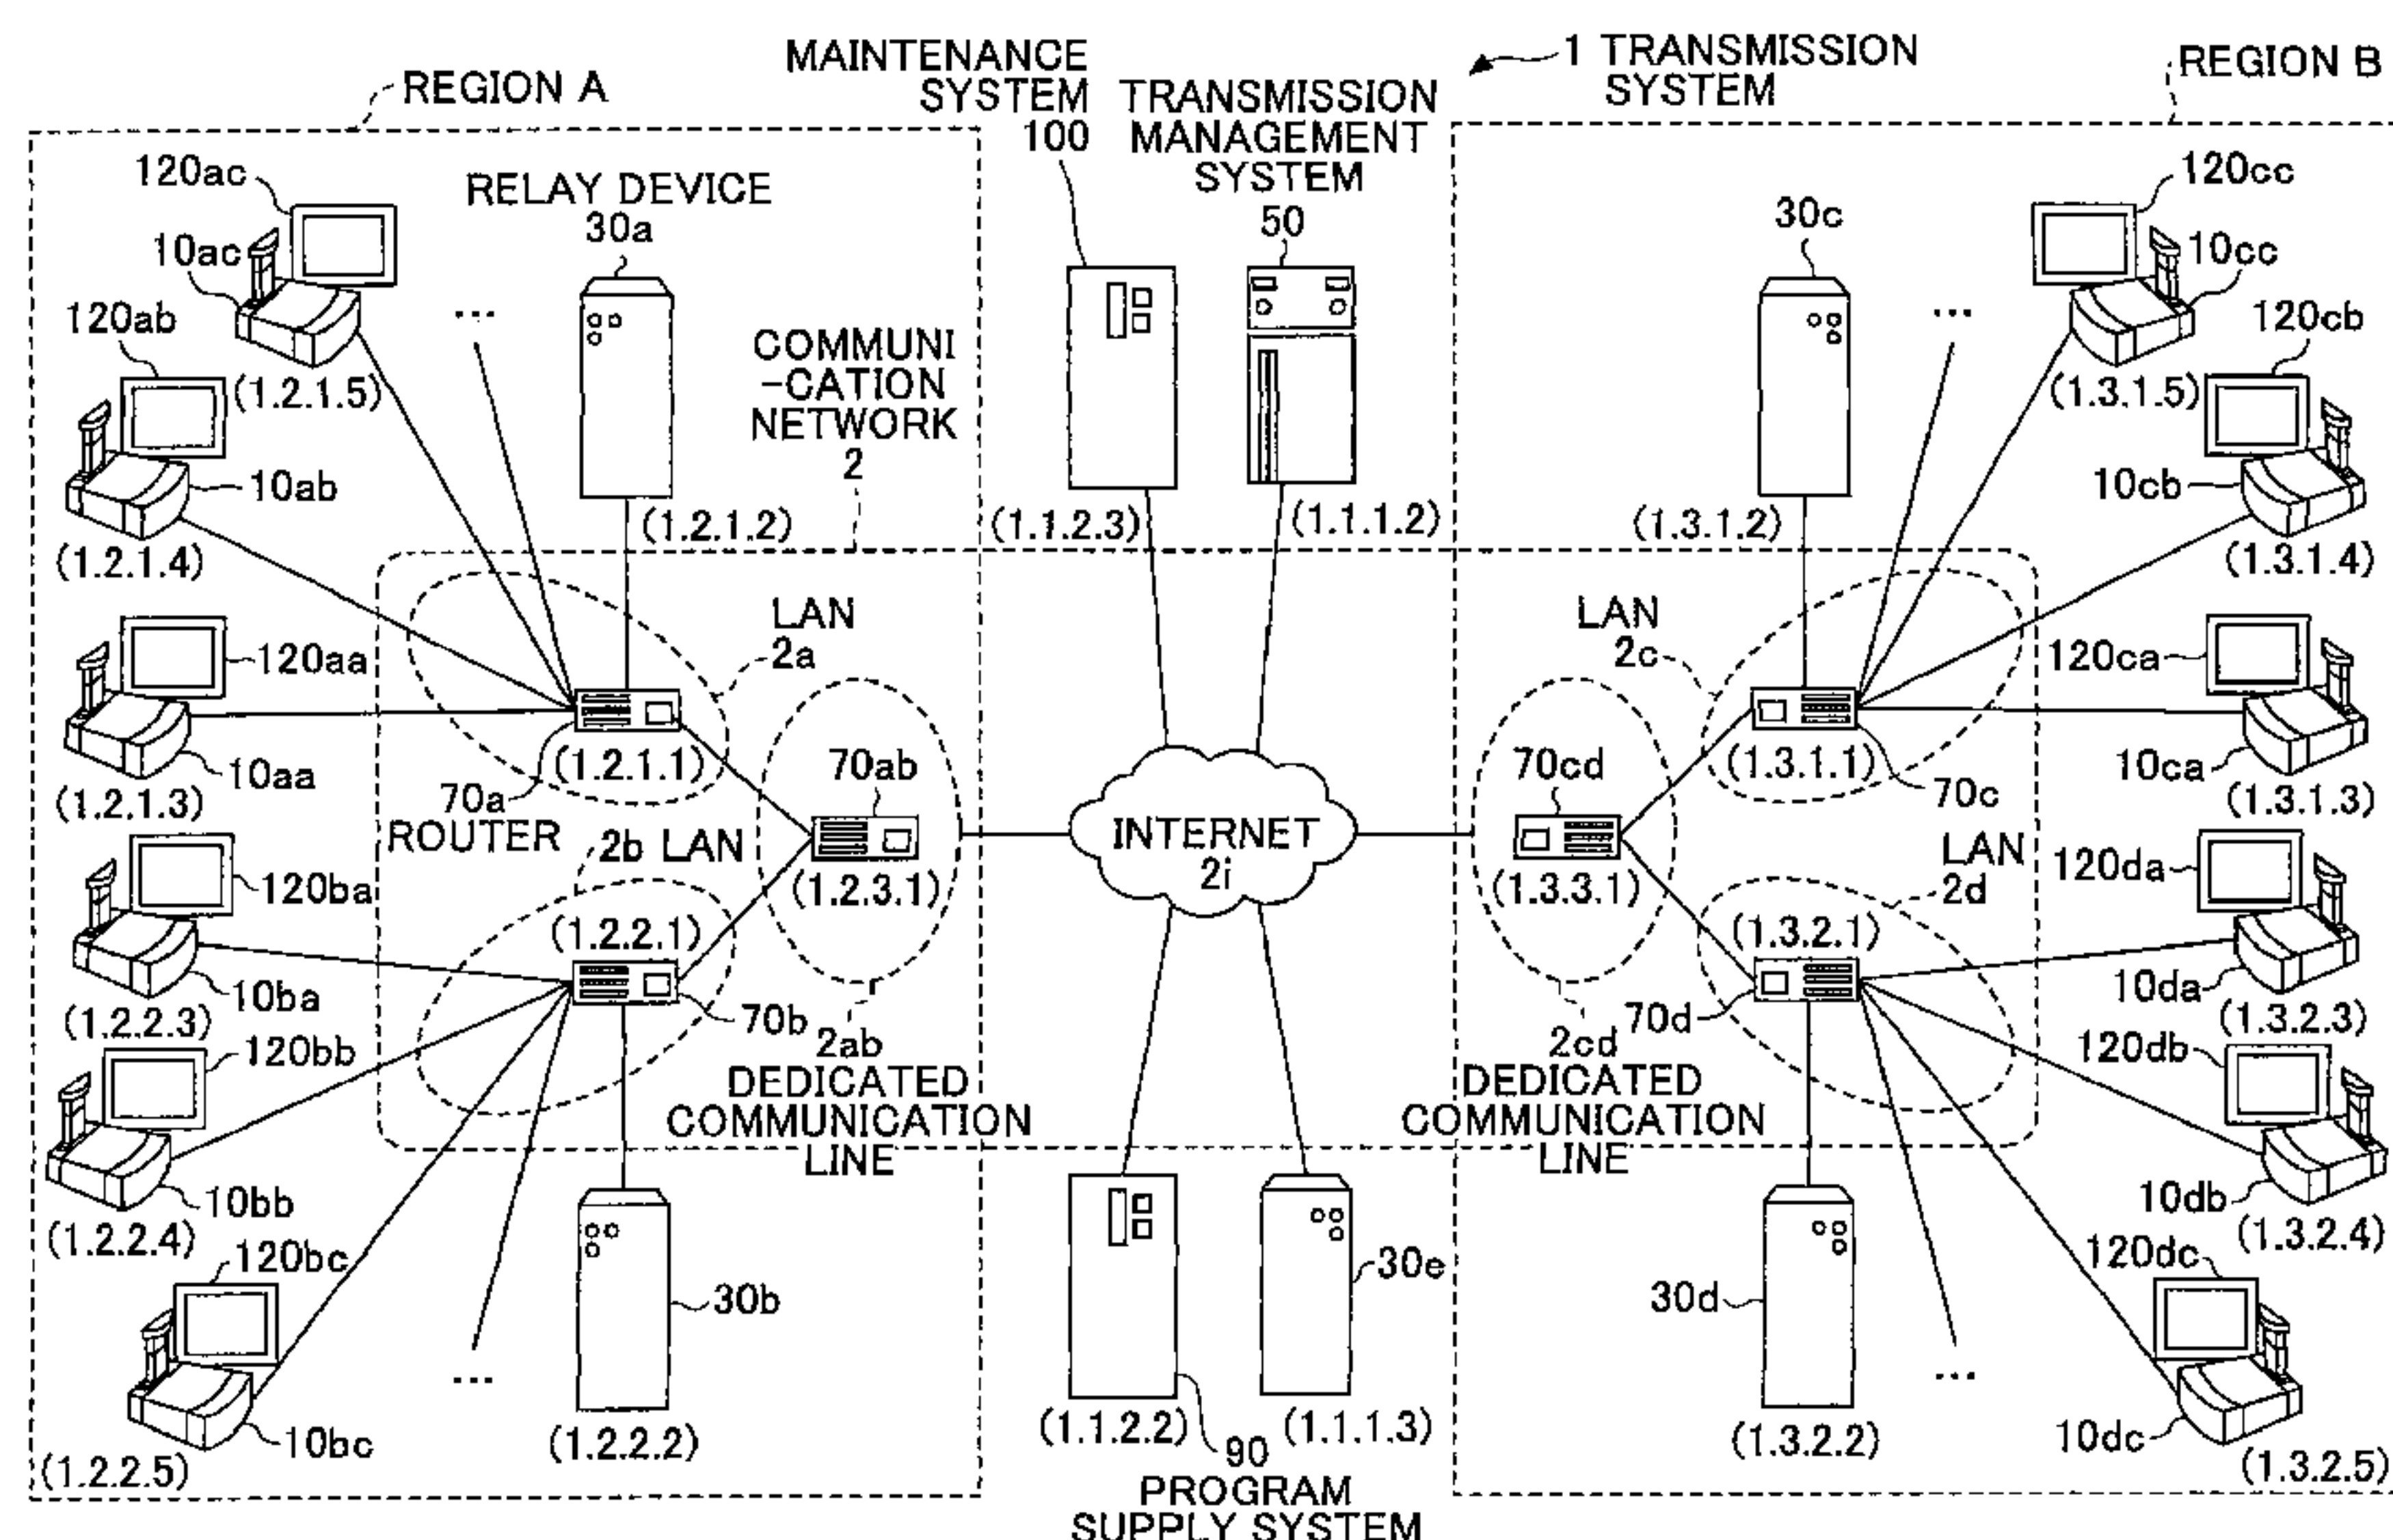 MAINTENANCE
SYSTEM
100
TRANSMISSION
MANAGEMENT
SYSTEM
50
1 TRANSMISSION
SYSTEM
REGION A
REGION B
120ac
10ac
(1.2.1.5)
...
RELAY DEVICE
30a
(1.2.1.2)
120ab
10ab
(1.2.1.4)
COMMUNI
-CATION
NETWORK
2
(1.1.2.3)
(1.1.1.2)
30c
(1.3.1.2)
...
120cc
10cc
(1.3.1.5)
120cb
10cb
(1.3.1.4)
120aa
10aa
(1.2.1.3)
LAN
2a
(1.2.1.1)
70a
ROUTER
70ab
(1.2.3.1)
INTERNET
2i
70cd
(1.3.3.1)
LAN
2c
(1.3.1.1)
70c
120ca
10ca
(1.3.1.3)
120ba
10ba
(1.2.2.3)
2b LAN
(1.2.2.1)
70b
2ab
DEDICATED
COMMUNICATION
LINE
2cd
DEDICATED
COMMUNICATION
LINE
LAN
2d
(1.3.2.1)
70d
120da
10da
(1.3.2.3)
120bb
10bb
(1.2.2.4)
120bc
10bc
(1.2.2.5)
...
30b
(1.2.2.2)
(1.1.2.2)
90
PROGRAM
SUPPLY SYSTEM
30e
(1.1.1.3)
30d
(1.3.2.2)
...
120db
10db
(1.3.2.4)
120dc
10dc
(1.3.2.5)